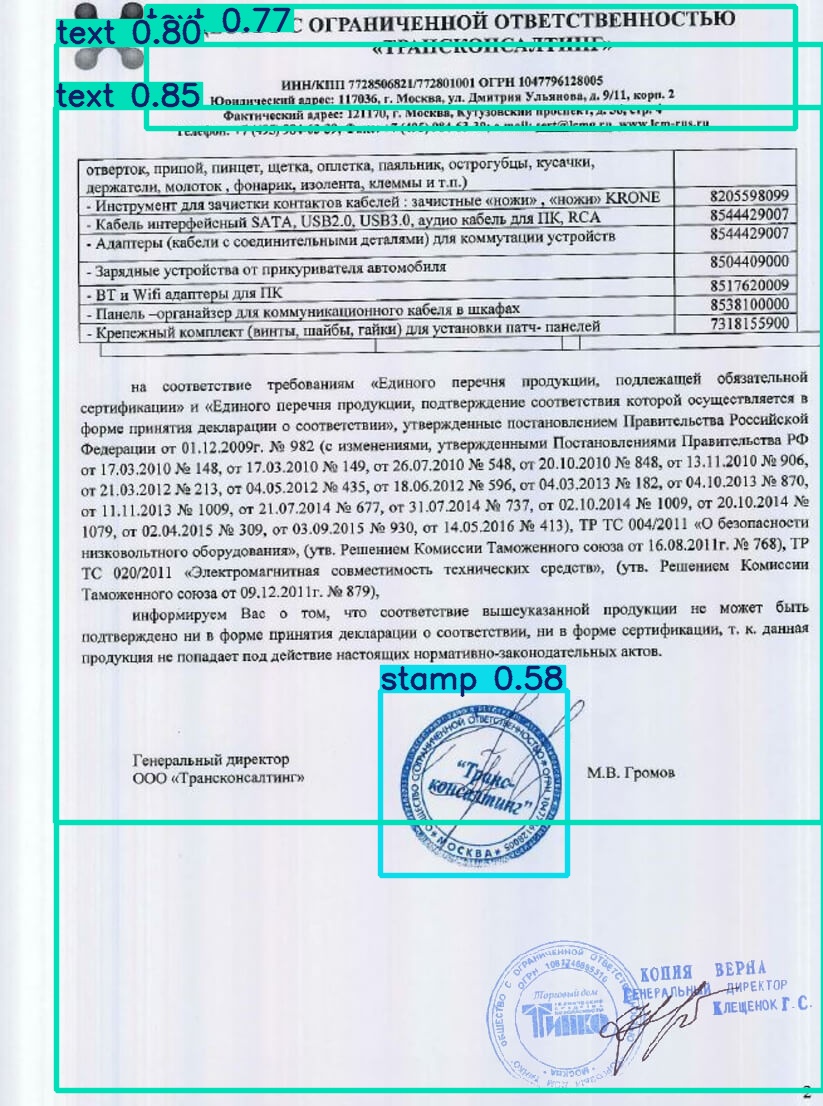 text 0.77
С ОГРАНИЧЕННОЙ ОТВЕТСТВЕННОСТЬЮ
text 0.80
«ТРАНСКОНСАЛТИНГ»
ИНН/КПП 7728506821/772801001 ОГРН 1047796128005
text 0.85
Юридический адрес: 117036, г. Москва, ул. Дмитрия Ульянова, д. 9/11, корп. 2
Фактический адрес: 121170, г. Москва, Кутузовский проспект, д. 36, стр. 4
отверток, припой, пинцет, щетка, оплетка, паяльник, острогубцы, кусачки,
держатели, молоток , фонарик, изолента, клеммы и т.п.)
- Инструмент для зачистки контактов кабелей : зачистные «ножи» , «ножи» KRONE 8205598099
- Кабель интерфейсный SATA, USB2.0, USB3.0, аудио кабель для ПК, RCA 8544429007
- Адаптеры (кабели с соединительными деталями) для коммутации устройств 8544429007
- Зарядные устройства от прикуривателя автомобиля 8504409000
- BT и Wifi адаптеры для ПК 8517620009
- Панель –органайзер для коммуникационного кабеля в шкафах 8538100000
- Крепежный комплект (винты, шайбы, гайки) для установки патч- панелей 7318155900
на соответствие требованиям «Единого перечня продукции, подлежащей обязательной
сертификации» и «Единого перечня продукции, подтверждение соответствия которой осуществляется в
форме принятия декларации о соответствии», утвержденные постановлением Правительства Российской
Федерации от 01.12.2009г. № 982 (с изменениями, утвержденными Постановлениями Правительства РФ
от 17.03.2010 № 148, от 17.03.2010 № 149, от 26.07.2010 № 548, от 20.10.2010 № 848, от 13.11.2010 № 906,
от 21.03.2012 № 213, от 04.05.2012 № 435, от 18.06.2012 № 596, от 04.03.2013 № 182, от 04.10.2013 № 870,
от 11.11.2013 № 1009, от 21.07.2014 № 677, от 31.07.2014 № 737, от 02.10.2014 № 1009, от 20.10.2014 №
1079, от 02.04.2015 № 309, от 03.09.2015 № 930, от 14.05.2016 № 413), ТР ТС 004/2011 «О безопасности
низковольтного оборудования», (утв. Решением Комиссии Таможенного союза от 16.08.2011г. № 768), ТР
ТС 020/2011 «Электромагнитная совместимость технических средств», (утв. Решением Комиссии
Таможенного союза от 09.12.2011г. № 879),
информируем Вас о том, что соответствие вышеуказанной продукции не может быть
подтверждено ни в форме принятия декларации о соответствии, ни в форме сертификации, т. к. данная
продукция не попадает под действие настоящих нормативно-законодательных актов.
stamp 0.58
Генеральный директор
ООО «Трансконсалтинг»
ОБЩЕСТВО С ОГРАНИЧЕННОЙ ОТВЕТСТВЕННОСТЬЮ * ОГРН 1047796128005
"Транс-
консалтинг"
* МОСКВА *
М.В. Громов
ОБЩЕСТВО С ОГРАНИЧЕННОЙ
Торговый дом
ТИНКО
* МОСКВА *
КОПИЯ ВЕРНА
ГЕНЕРАЛЬНЫЙ ДИРЕКТОР
КЛЕЩЕНОК Г.С.
2